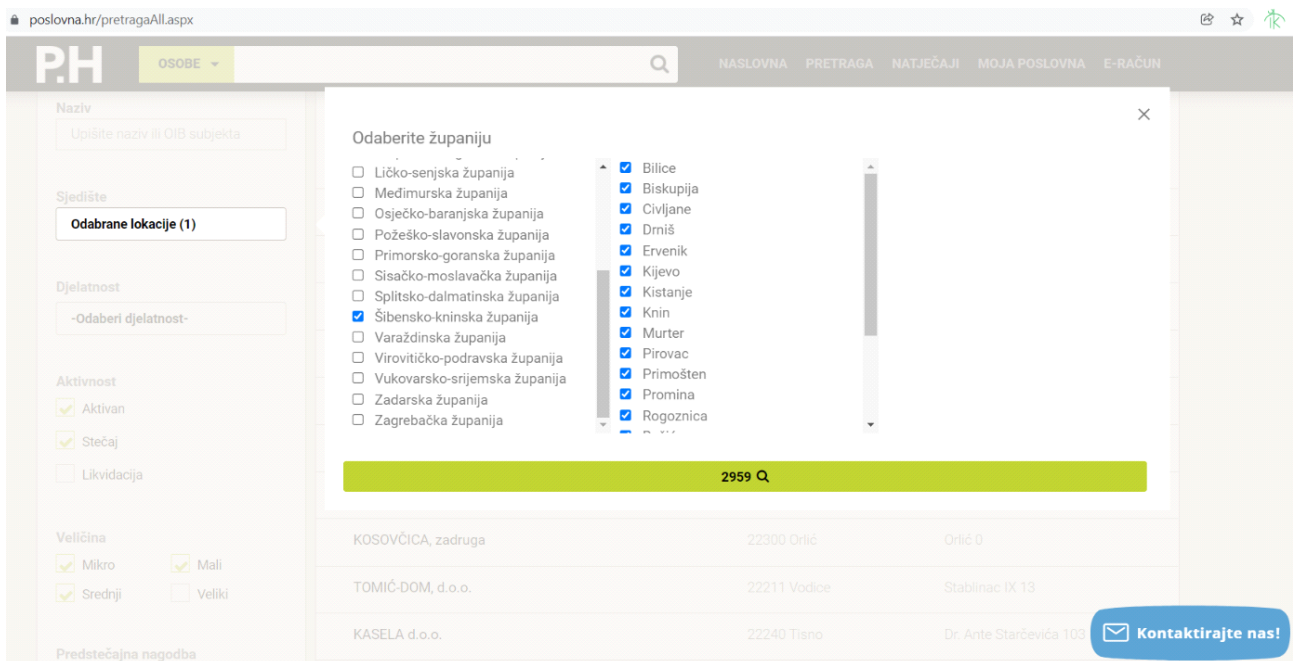 poslovna.hr/pretragaAll.aspx
P.H
OSOBE
NASLOVNA PRETRAGA NATJEČAJI MOJA POSLOVNA E-RAČUN
Naziv
Upišite naziv ili OIB subjekta
Sjedište
Odabrane lokacije (1)
Djelatnost
-Odaberi djelatnost-
Aktivnost
Aktivan
Stečaj
Likvidacija
Veličina
Mikro Mali
Srednji Veliki
Predstečajna nagodba
Odaberite županiju
Ličko-senjska županija
Međimurska županija
Osječko-baranjska županija
Požeško-slavonska županija
Primorsko-goranska županija
Sisačko-moslavačka županija
Splitsko-dalmatinska županija
Šibensko-kninska županija
Varaždinska županija
Virovitičko-podravska županija
Vukovarsko-srijemska županija
Zadarska županija
Zagrebačka županija
Bilice
Biskupija
Civljane
Drniš
Ervenik
Kijevo
Kistanje
Knin
Murter
Pirovac
Primošten
Promina
Rogoznica
2959
KOSOVČICA, zadruga 22300 Orlić Orlić 0
TOMIĆ-DOM, d.o.o. 22211 Vodice Stablinac IX 13
KASELA d.o.o. 22240 Tisno Dr. Ante Starčevića 103
Kontaktirajte nas!